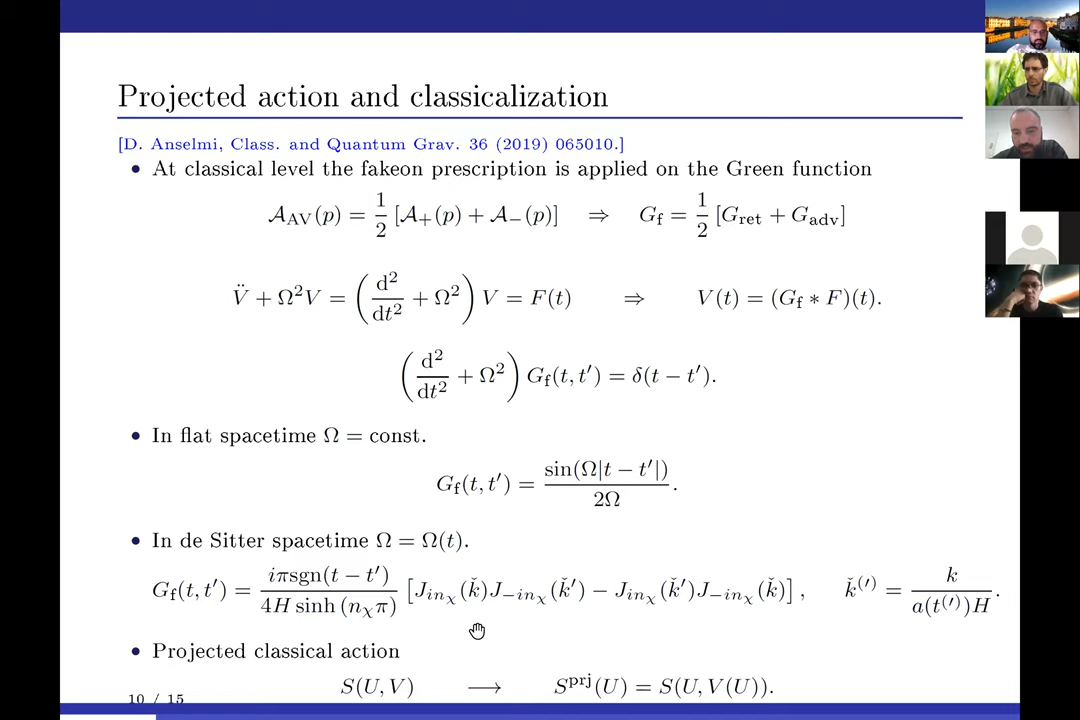 Projected action and classicalization
[D. Anselmi, Class. and Quantum Grav. 36 (2019) 065010.]
• At classical level the fakeon prescription is applied on the Green function
𝒜_AV(p) = 1/2 [𝒜₊(p) + 𝒜₋(p)] ⇒ G_f = 1/2 [G_ret + G_adv]
V̈ + Ω²V = (d²/dt² + Ω²) V = F(t) ⇒ V(t) = (G_f * F)(t).
(d²/dt² + Ω²) G_f(t, t′) = δ(t − t′).
• In flat spacetime Ω = const.
G_f(t, t′) = sin(Ω|t − t′|)/2Ω .
• In de Sitter spacetime Ω = Ω(t).
G_f(t, t′) = iπsgn(t − t′)/4H sinh (n_χπ) [J_{in_χ}(ǩ)J_{−in_χ}(ǩ′) − J_{in_χ}(ǩ′)J_{−in_χ}(ǩ)] , ǩ^(′) = k/a(t^(′))H .
• Projected classical action
S(U, V) ⟶ S^prj(U) = S(U, V(U)).
10 / 15